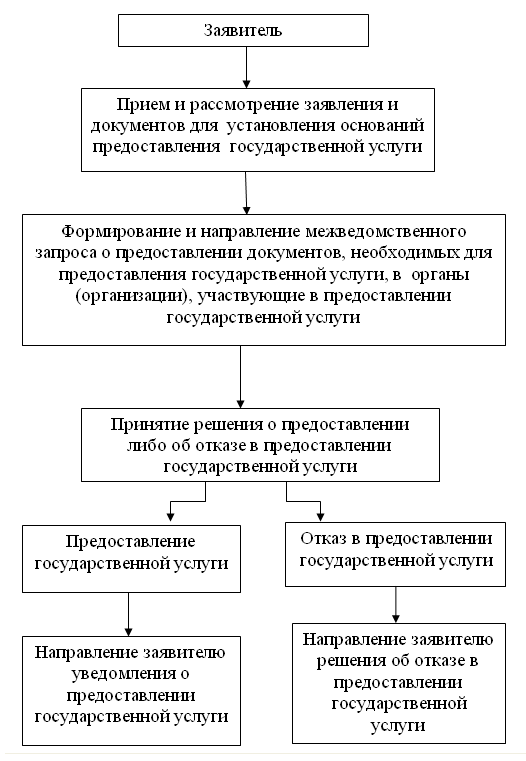 Заявитель
Прием и рассмотрение заявления и
документов для установления оснований
предоставления государственной услуги
Формирование и направление межведомственного
запроса о предоставлении документов, необходимых для
предоставления государственной услуги, в органы
(организации), участвующие в предоставлении
государственной услуги
Принятие решения о предоставлении
либо об отказе в предоставлении
государственной услуги
Предоставление
государственной услуги
Отказ в предоставлении
государственной услуги
Направление заявителю
уведомления о
предоставлении
государственной услуги
Направление заявителю
решения об отказе в
предоставлении
государственной
услуги